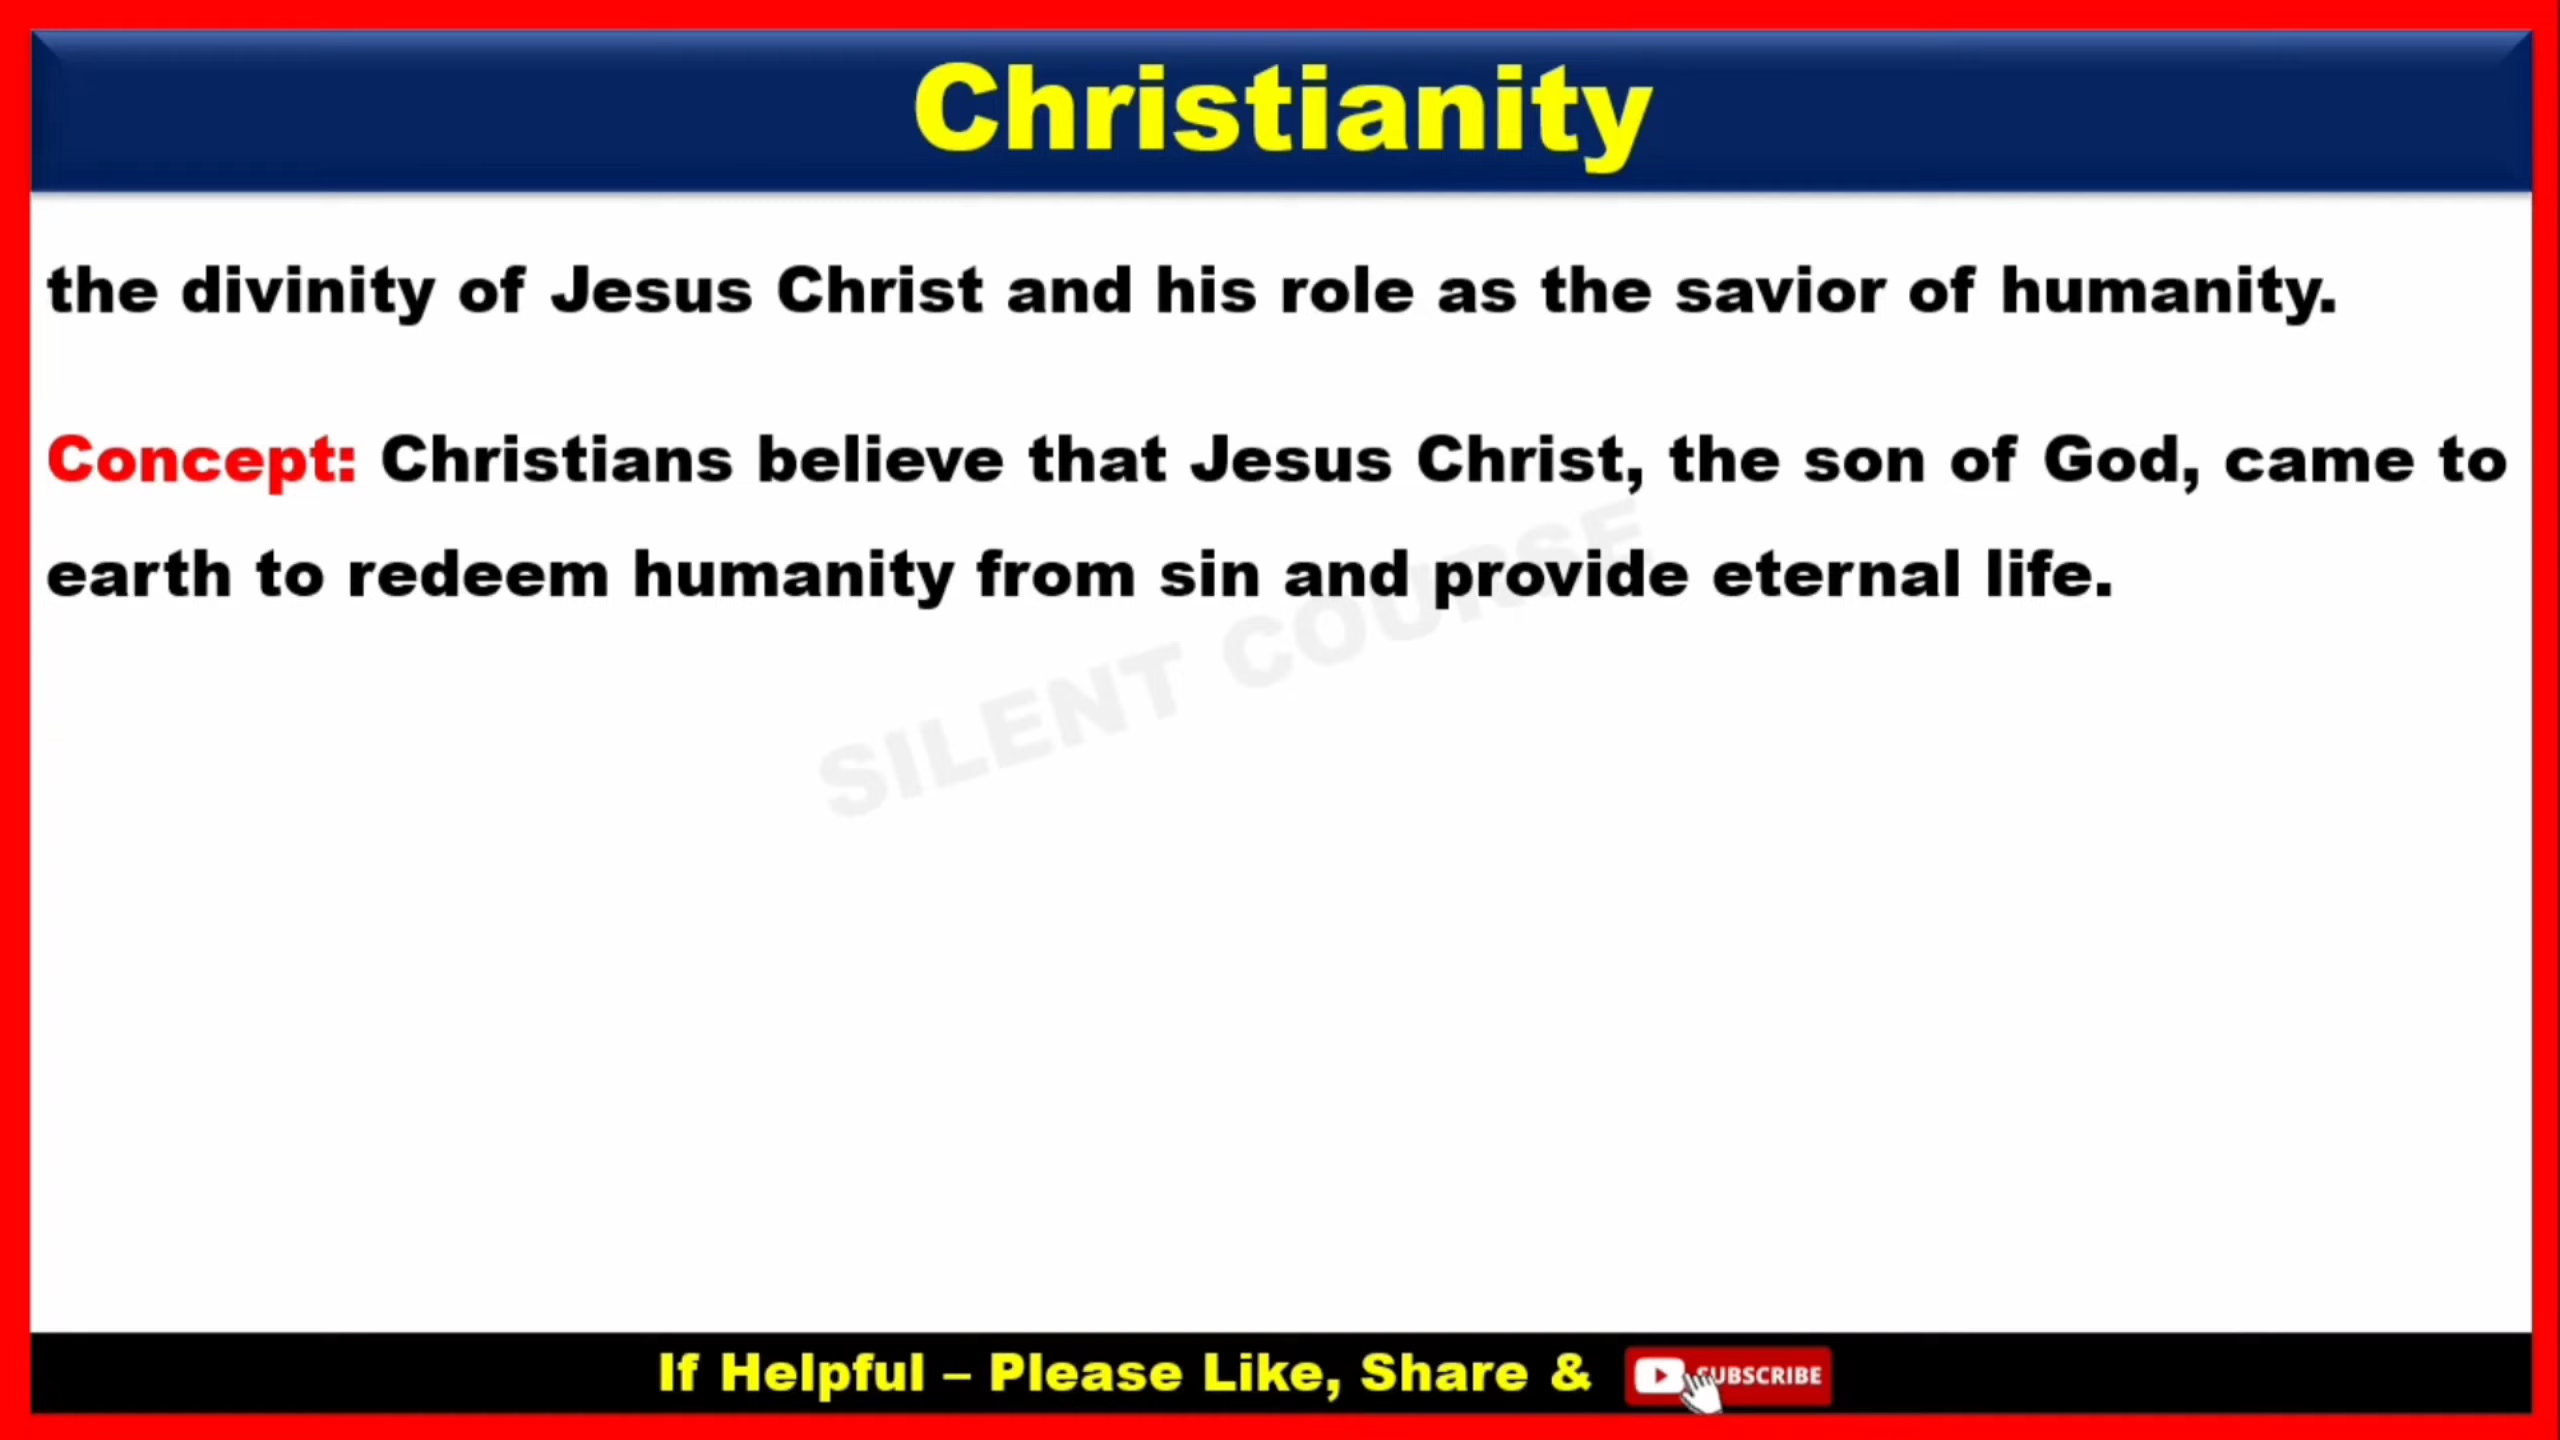 Christianity
the divinity of Jesus Christ and his role as the savior of humanity.
Concept: Christians believe that Jesus Christ, the son of God, came to
earth to redeem humanity from sin and provide eternal life.
SILENT COURSE
If Helpful – Please Like, Share & SUBSCRIBE